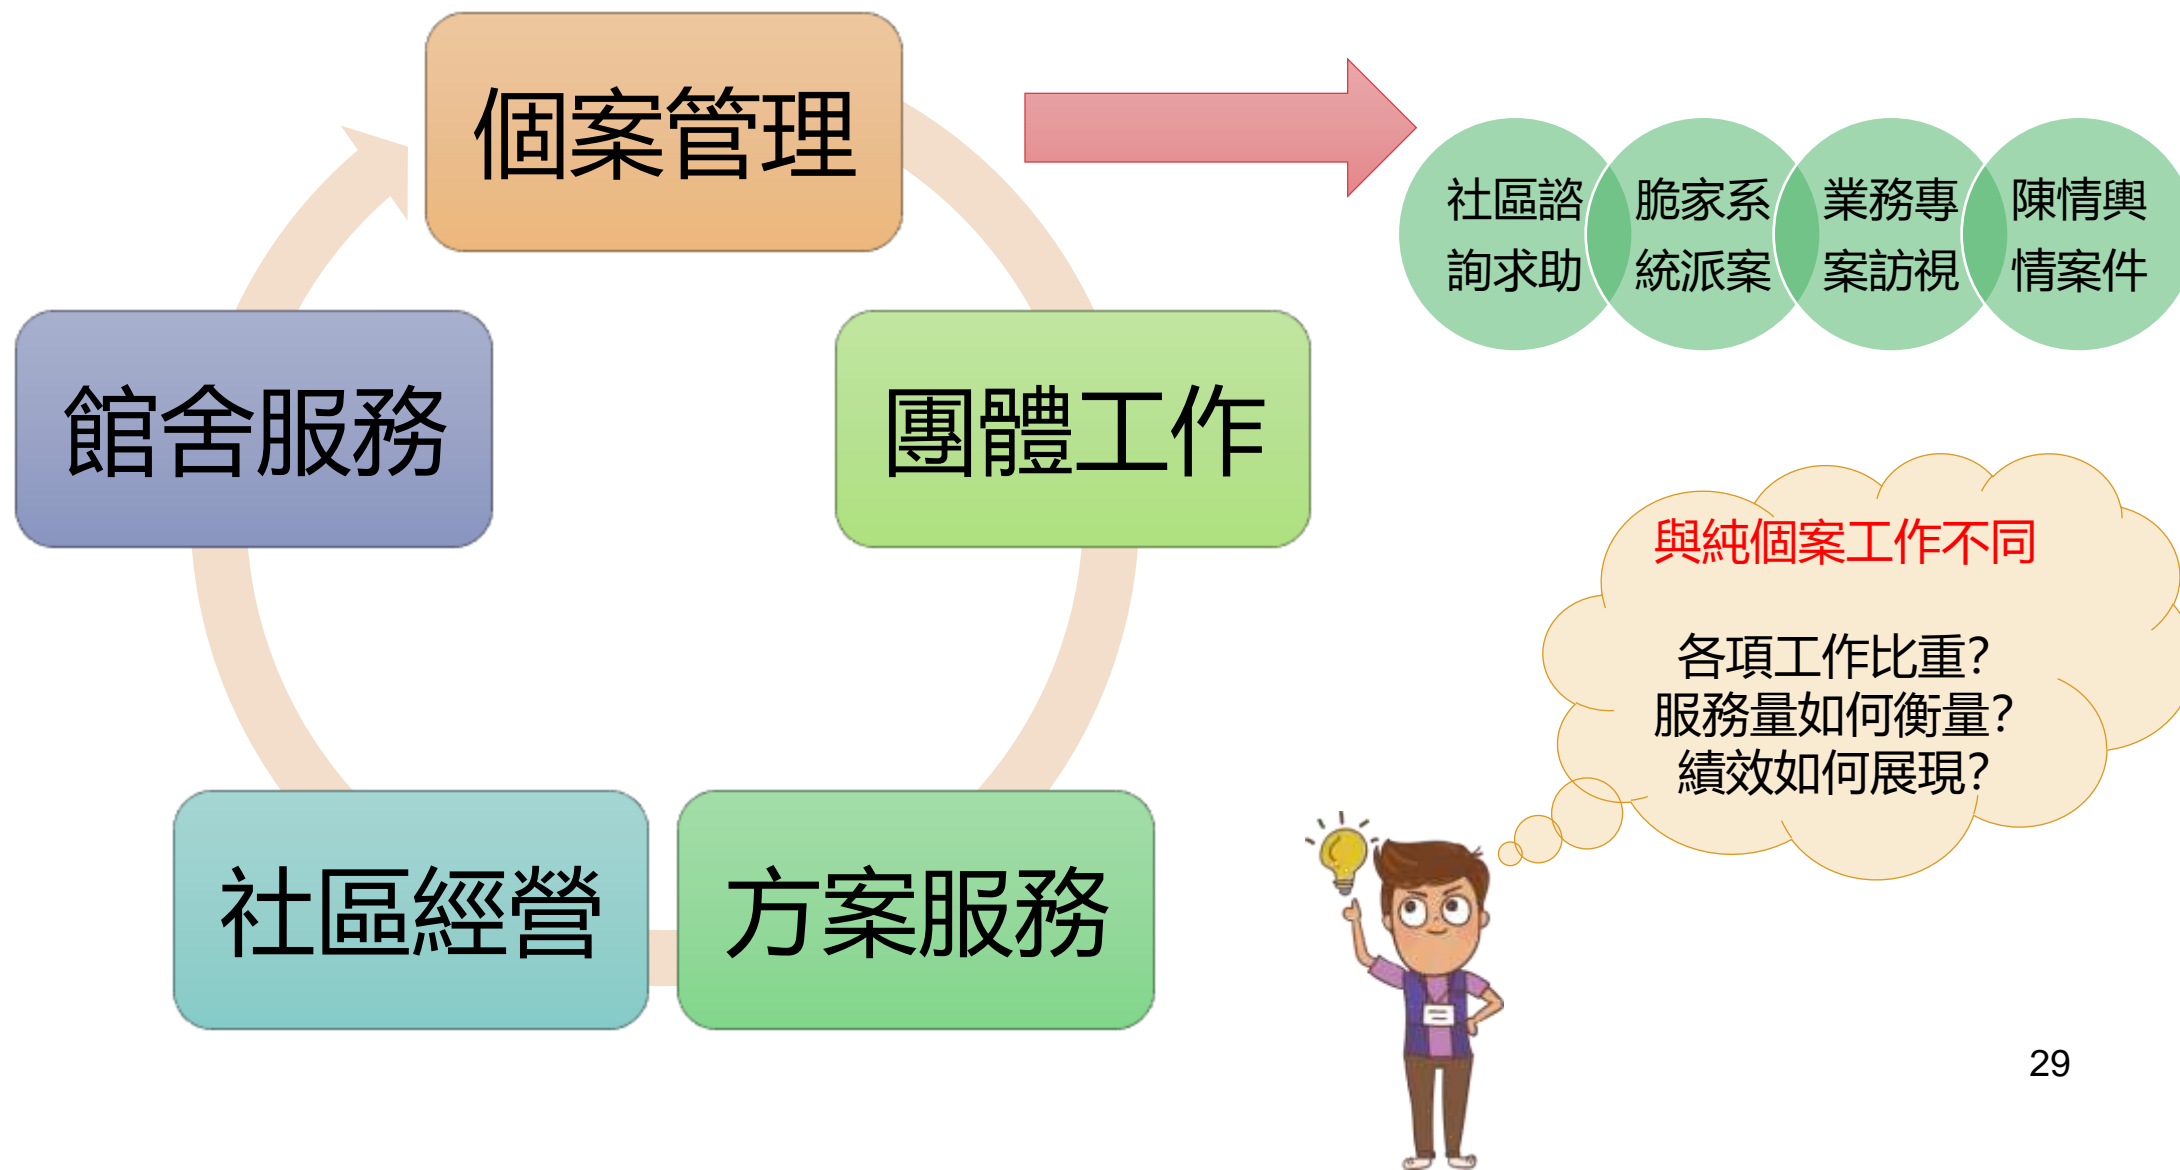 個案管理
團體工作
方案服務
社區經營
館舍服務
社區諮
詢求助
脆家系
統派案
業務專
案訪視
陳情輿
情案件
與純個案工作不同
各項工作比重?
服務量如何衡量?
績效如何展現?
29